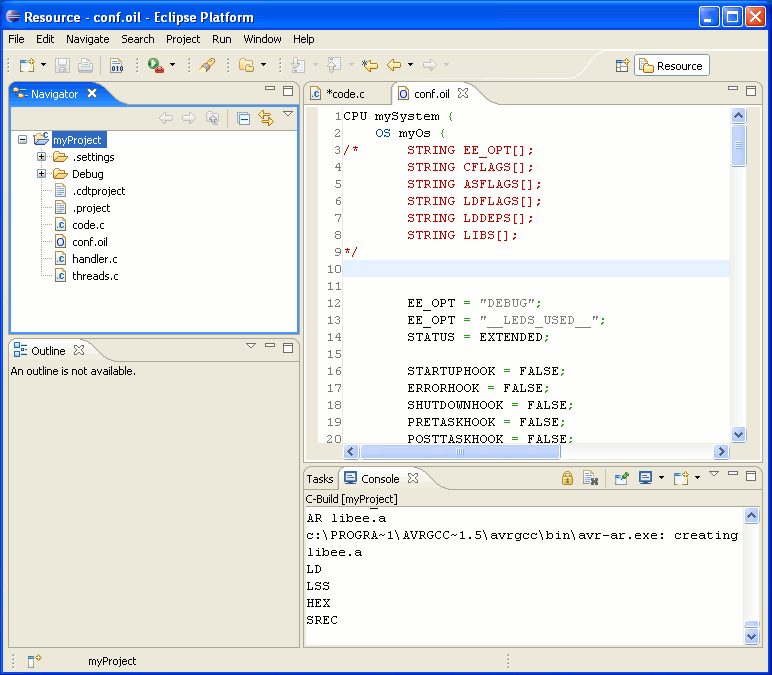 Resource - conf.oil - Eclipse Platform
File Edit Navigate Search Project Run Window Help
010
Resource
Navigator
myProject
.settings
Debug
.cdtproject
.project
code.c
conf.oil
handler.c
threads.c
Outline
An outline is not available.
*code.c conf.oil
1 CPU mySystem {
2 OS myOs {
3 /* STRING EE_OPT[];
4 STRING CFLAGS[];
5 STRING ASFLAGS[];
6 STRING LDFLAGS[];
7 STRING LDDEPS[];
8 STRING LIBS[];
9 */
10
11
12 EE_OPT = "DEBUG";
13 EE_OPT = "__LEDS_USED__";
14 STATUS = EXTENDED;
15
16 STARTUPHOOK = FALSE;
17 ERRORHOOK = FALSE;
18 SHUTDOWNHOOK = FALSE;
19 PRETASKHOOK = FALSE;
20 POSTTASKHOOK = FALSE;
Tasks Console
C-Build [myProject]
AR libee.a
c:\PROGRA~1\AVRGCC~1.5\avrgcc\bin\avr-ar.exe: creating
libee.a
LD
LSS
HEX
SREC
myProject